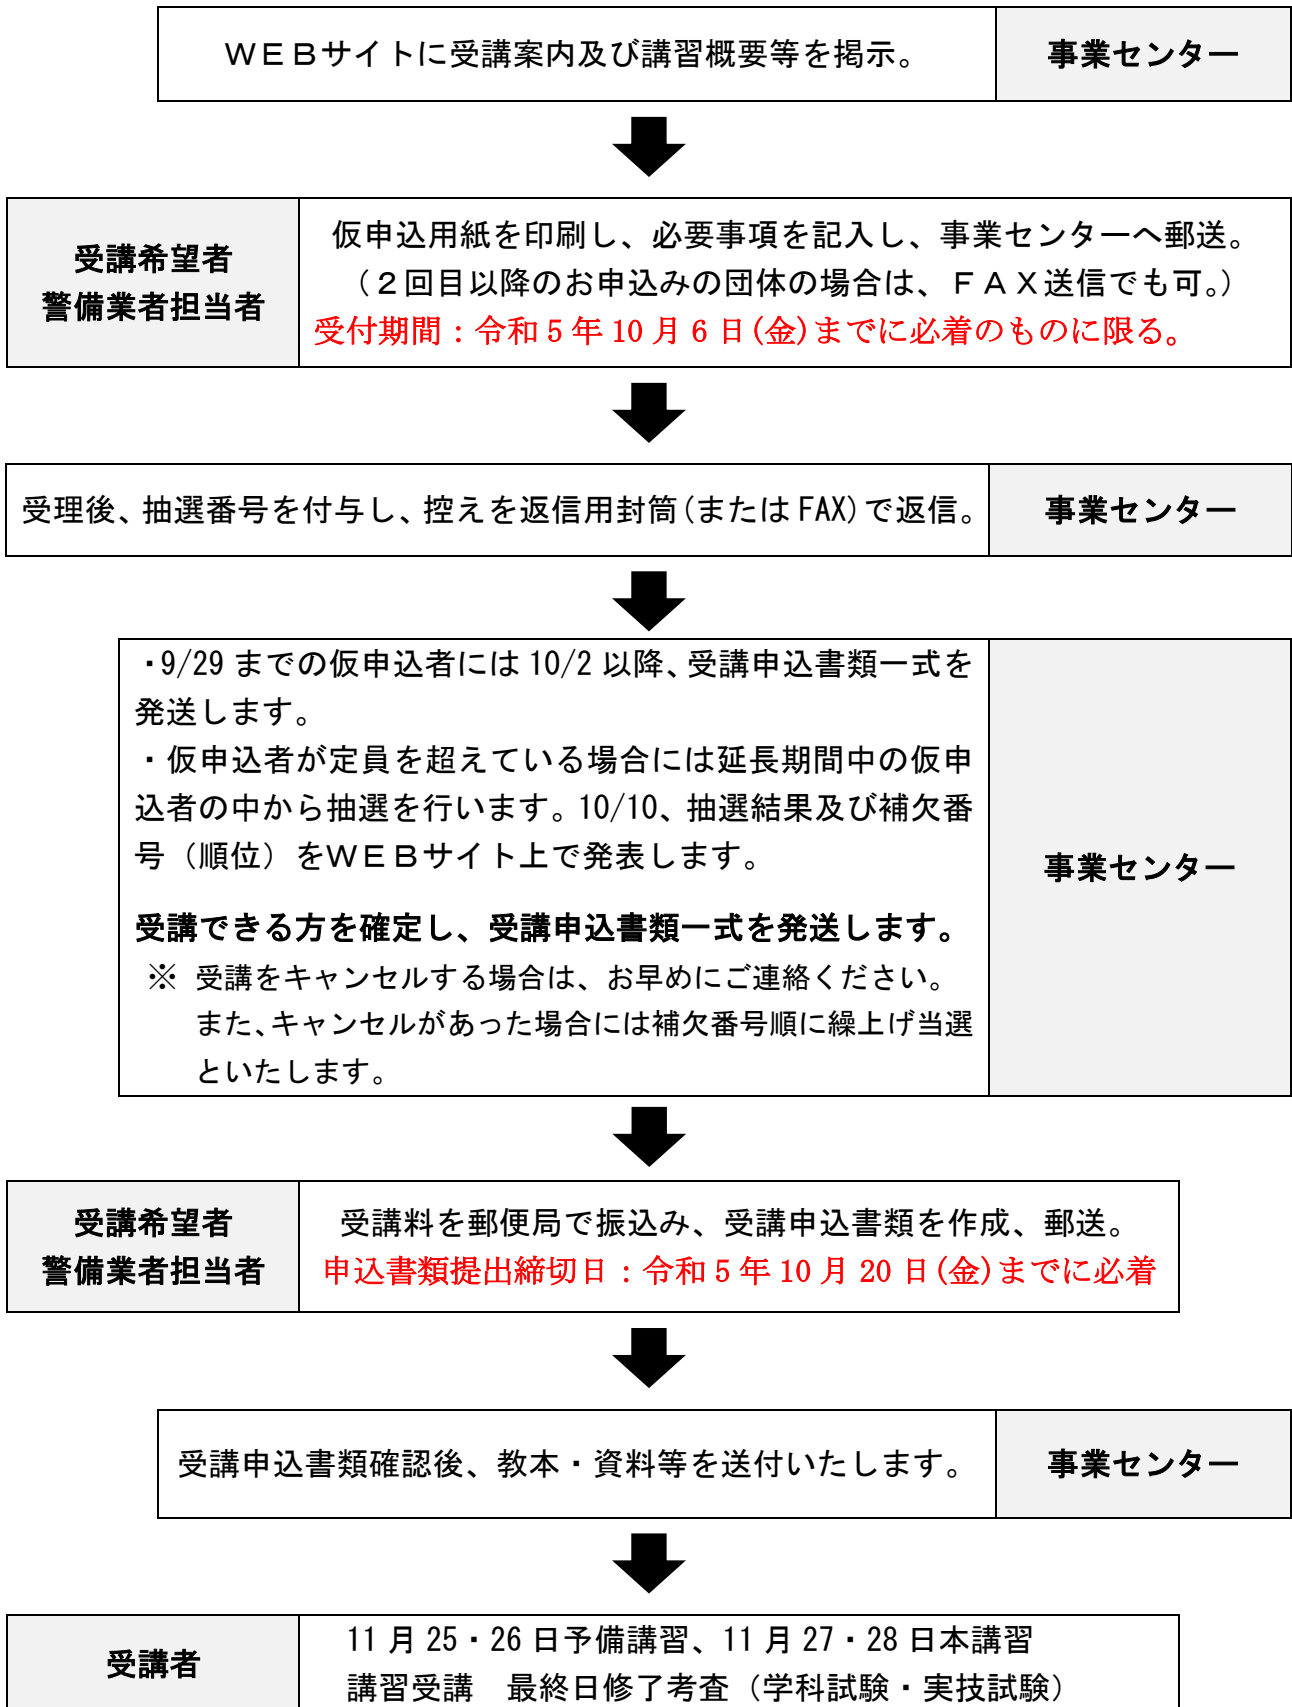 ＷＥＢサイトに受講案内及び講習概要等を掲示。
事業センター
受講希望者
警備業者担当者
仮申込用紙を印刷し、必要事項を記入し、事業センターへ郵送。
（２回目以降のお申込みの団体の場合は、ＦＡＸ送信でも可。）
受付期間：令和５年10月６日(金)までに必着のものに限る。
受理後、抽選番号を付与し、控えを返信用封筒(またはFAX)で返信。
事業センター
・9/29までの仮申込者には10/2以降、受講申込書類一式を
発送します。
・仮申込者が定員を超えている場合には延長期間中の仮申
込者の中から抽選を行います。10/10、抽選結果及び補欠番
号（順位）をＷＥＢサイト上で発表します。
受講できる方を確定し、受講申込書類一式を発送します。
※ 受講をキャンセルする場合は、お早めにご連絡ください。
また、キャンセルがあった場合には補欠番号順に繰上げ当選
といたします。
事業センター
受講希望者
警備業者担当者
受講料を郵便局で振込み、受講申込書類を作成、郵送。
申込書類提出締切日：令和５年10月20日(金)までに必着
受講申込書類確認後、教本・資料等を送付いたします。
事業センター
受講者
11月25・26日予備講習、11月27・28日本講習
講習受講　最終日修了考査（学科試験・実技試験）